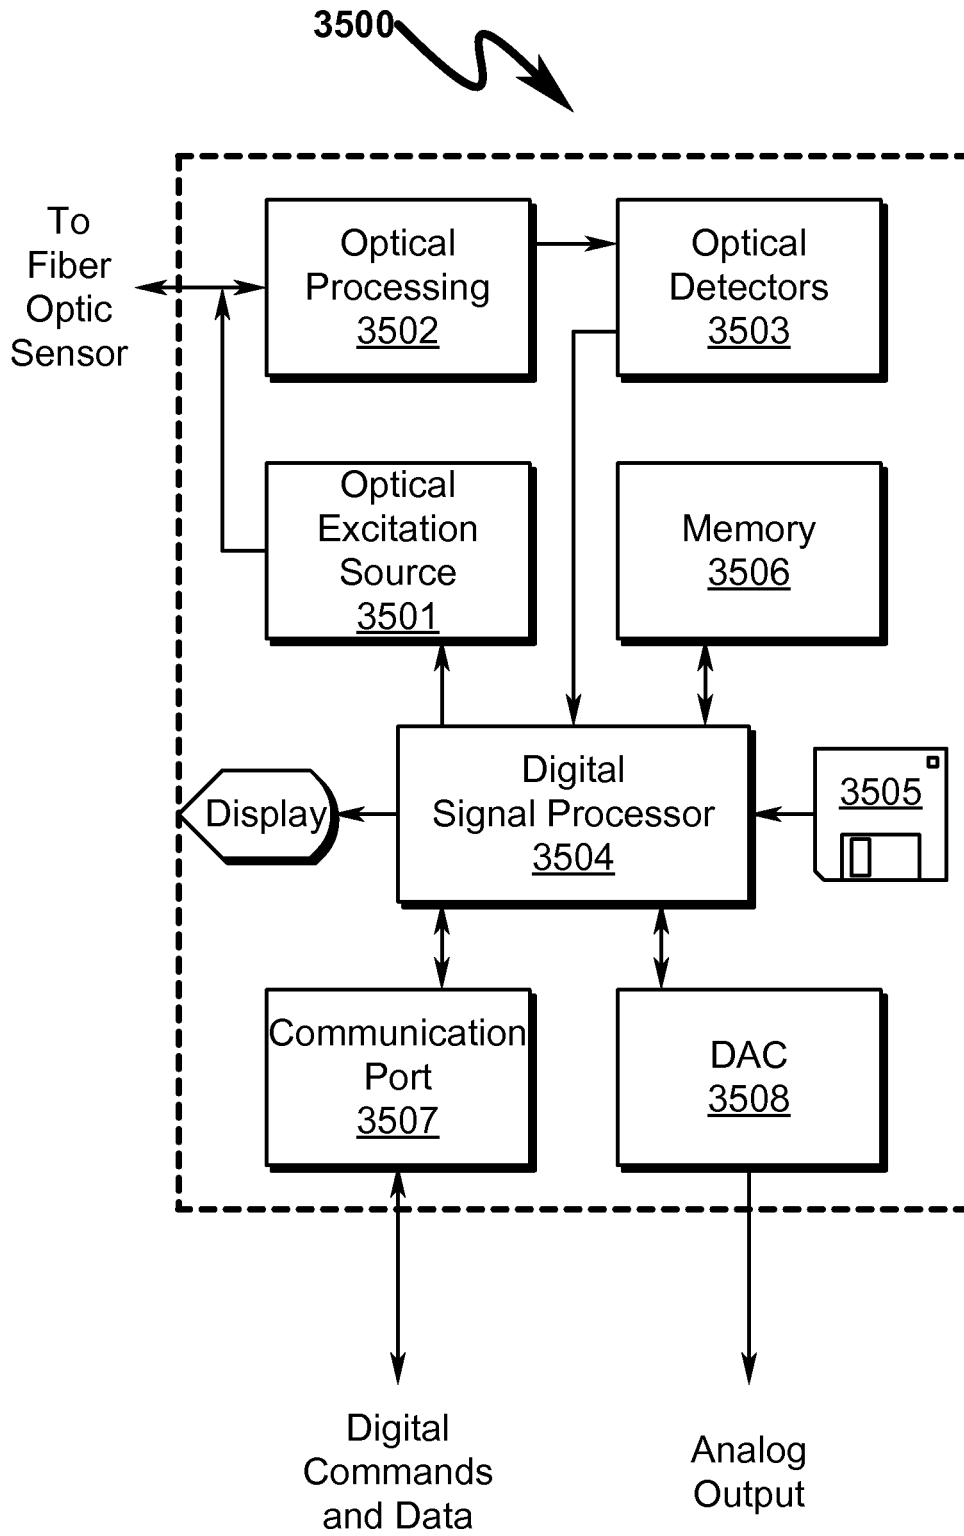 3500
To
Fiber
Optic
Sensor
Optical
Processing
3502
Optical
Detectors
3503
Optical
Excitation
Source
3501
Memory
3506
Display
Digital
Signal Processor
3504
3505
Communication
Port
3507
DAC
3508
Digital
Commands
and Data
Analog
Output